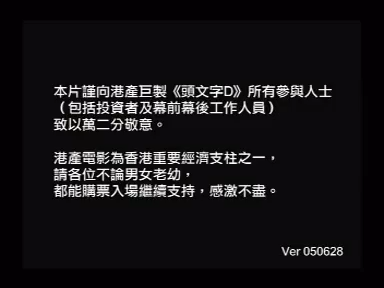 本片謹向港產巨製《頭文字D》所有參與人士
（包括投資者及幕前幕後工作人員）
致以萬二分敬意。
港產電影為香港重要經濟支柱之一，
請各位不論男女老幼，
都能購票入場繼續支持，感激不盡。
Ver 050628